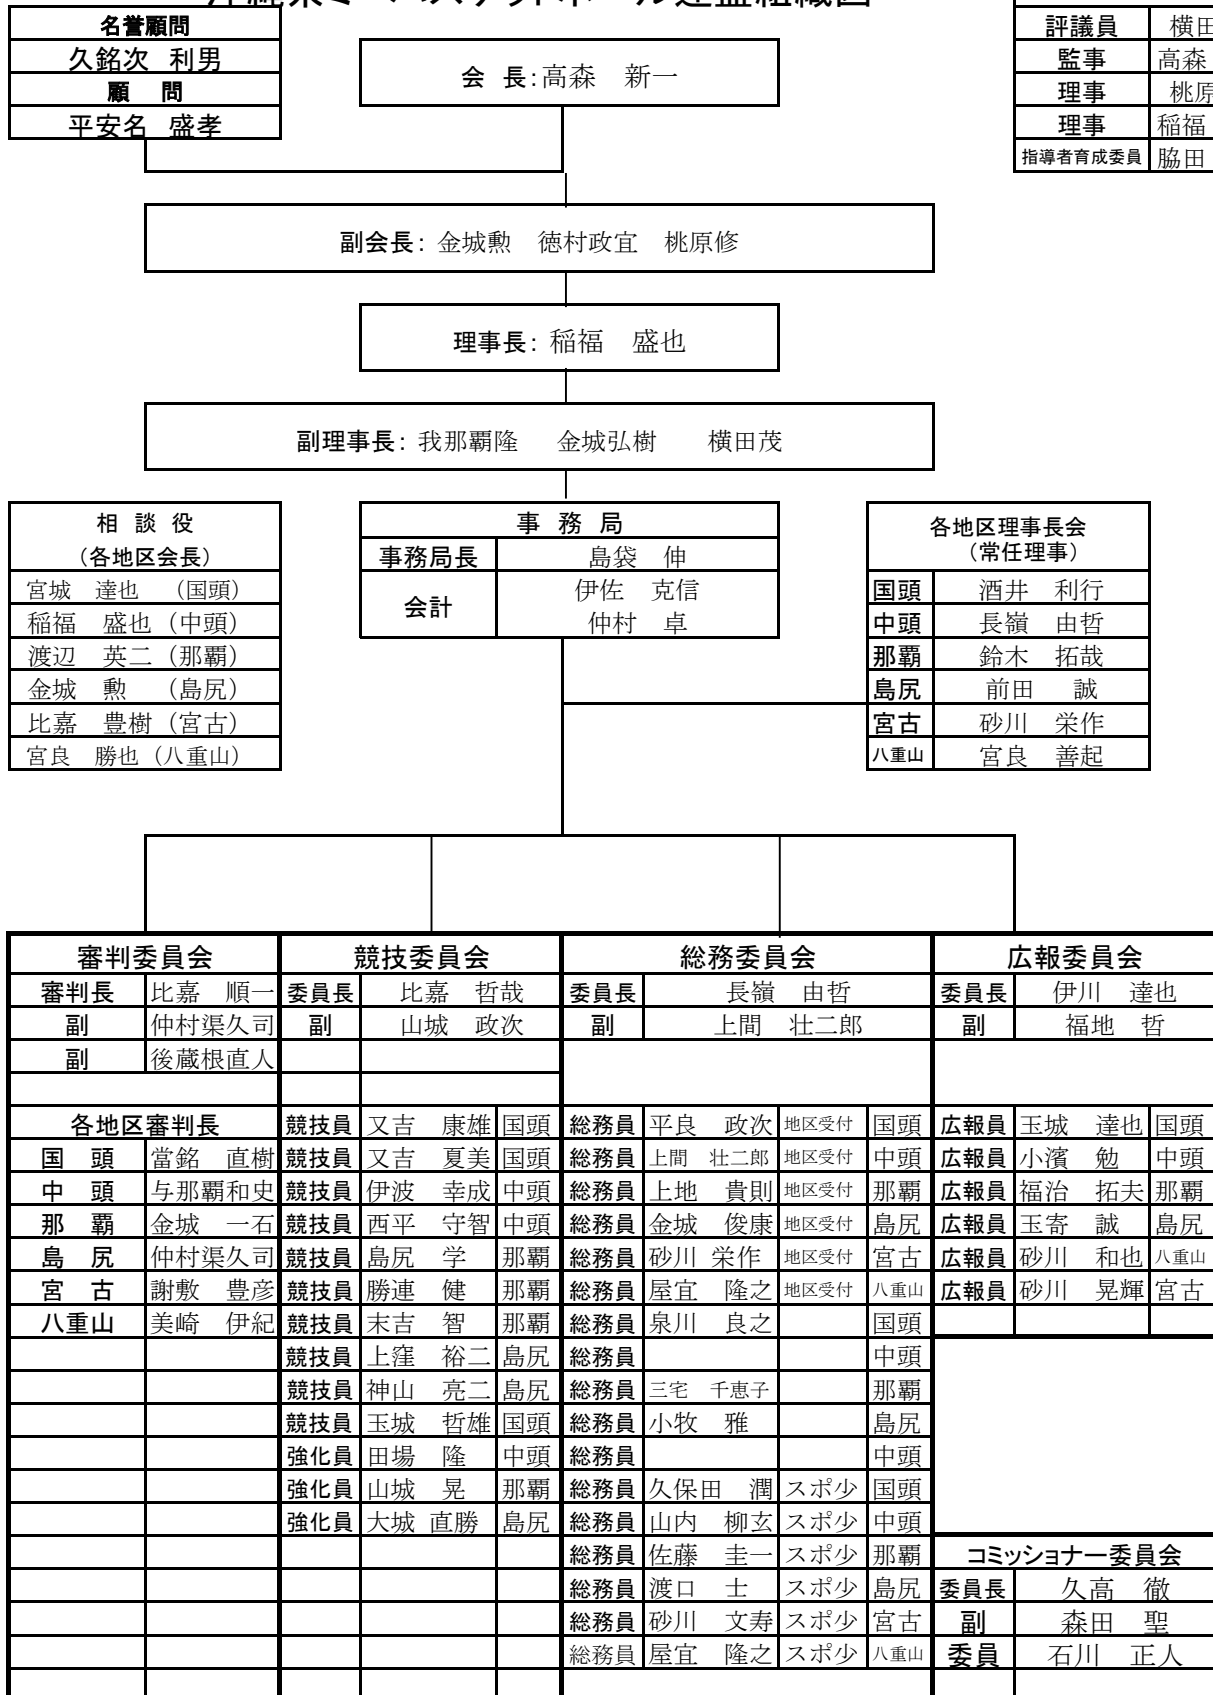 沖縄県ミニバスケットボール連盟組織図
名誉顧問
久銘次 利男
顧 問
平安名 盛孝
会 長:高森 新一
評議員 横田
監事 高森
理事 桃原
理事 稲福
指導者育成委員 脇田
副会長: 金城勲 徳村政宜 桃原修
理事長: 稲福 盛也
副理事長: 我那覇隆 金城弘樹 横田茂
相 談 役
(各地区会長)
宮城 達也 (国頭)
稲福 盛也 (中頭)
渡辺 英二 (那覇)
金城 勲 (島尻)
比嘉 豊樹 (宮古)
宮良 勝也 (八重山)
事 務 局
事務局長 島袋 伸
会計 伊佐 克信
仲村 卓
各地区理事長会
(常任理事)
国頭 酒井 利行
中頭 長嶺 由哲
那覇 鈴木 拓哉
島尻 前田 誠
宮古 砂川 栄作
八重山 宮良 善起
審判委員会 競技委員会 総務委員会 広報委員会
審判長 比嘉 順一 委員長 比嘉 哲哉 委員長 長嶺 由哲 委員長 伊川 達也
副 仲村渠久司 副 山城 政次 副 上間 壮二郎 副 福地 哲
副 後蔵根直人
各地区審判長 競技員 又吉 康雄 国頭 総務員 平良 政次 地区受付 国頭 広報員 玉城 達也 国頭
国 頭 當銘 直樹 競技員 又吉 夏美 国頭 総務員 上間 壮二郎 地区受付 中頭 広報員 小濱 勉 中頭
中 頭 与那覇和史 競技員 伊波 幸成 中頭 総務員 上地 貴則 地区受付 那覇 広報員 福治 拓夫 那覇
那 覇 金城 一石 競技員 西平 守智 中頭 総務員 金城 俊康 地区受付 島尻 広報員 玉寄 誠 島尻
島 尻 仲村渠久司 競技員 島尻 学 那覇 総務員 砂川 栄作 地区受付 宮古 広報員 砂川 和也 八重山
宮 古 謝敷 豊彦 競技員 勝連 健 那覇 総務員 屋宜 隆之 地区受付 八重山 広報員 砂川 晃輝 宮古
八重山 美崎 伊紀 競技員 末吉 智 那覇 総務員 泉川 良之 国頭
競技員 上窪 裕二 島尻 総務員 中頭
競技員 神山 亮二 島尻 総務員 三宅 千恵子 那覇
競技員 玉城 哲雄 国頭 総務員 小牧 雅 島尻
強化員 田場 隆 中頭 総務員 中頭
強化員 山城 晃 那覇 総務員 久保田 潤 スポ少 国頭
強化員 大城 直勝 島尻 総務員 山内 柳玄 スポ少 中頭
総務員 佐藤 圭一 スポ少 那覇 コミッショナー委員会
総務員 渡口 士 スポ少 島尻 委員長 久高 徹
総務員 砂川 文寿 スポ少 宮古 副 森田 聖
総務員 屋宜 隆之 スポ少 八重山 委員 石川 正人